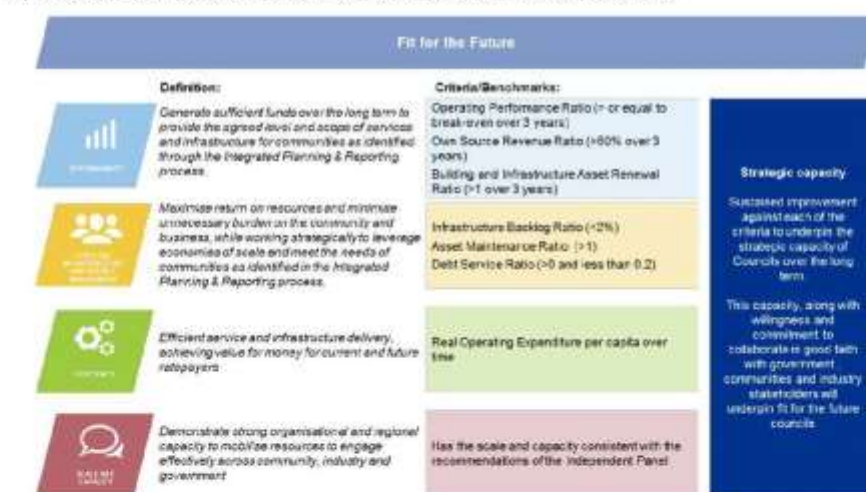 Fit for the Future
Definition:
Criteria/Benchmarks:
Generate sufficient funds over the long term to
provide the agreed level and scope of services
and infrastructure for communities as identified
through the Integrated Planning & Reporting
process.
Operating Performance Ratio (> or equal to
break-even over 3 years)
Own Source Revenue Ratio (>60% over 3
years)
Building and Infrastructure Asset Renewal
Ratio (>1 over 3 years)
Maximise return on resources and minimise
unnecessary burden on the community and
business, while working strategically to leverage
economies of scale and meet the needs of
communities as identified in the Integrated
Planning & Reporting process.
Infrastructure Backlog Ratio (<2%)
Asset Maintenance Ratio (>1)
Debt Service Ratio (>0 and less than 0.2)
Efficient service and infrastructure delivery,
achieving value for money for current and future
ratepayers
Real Operating Expenditure per capita over
time
SCALE AND
CAPACITY
Demonstrate strong organisational and regional
capacity to mobilise resources to engage
effectively across community, industry and
government
Has the scale and capacity consistent with the
recommendations of the Independent Panel
Strategic capacity
Sustained improvement
against each of the
criteria to underpin the
strategic capacity of
Councils over the long
term
This capacity, along with
willingness and
commitment to
collaborate in good faith
with government
communities and industry
stakeholders will
underpin fit for the future
councils